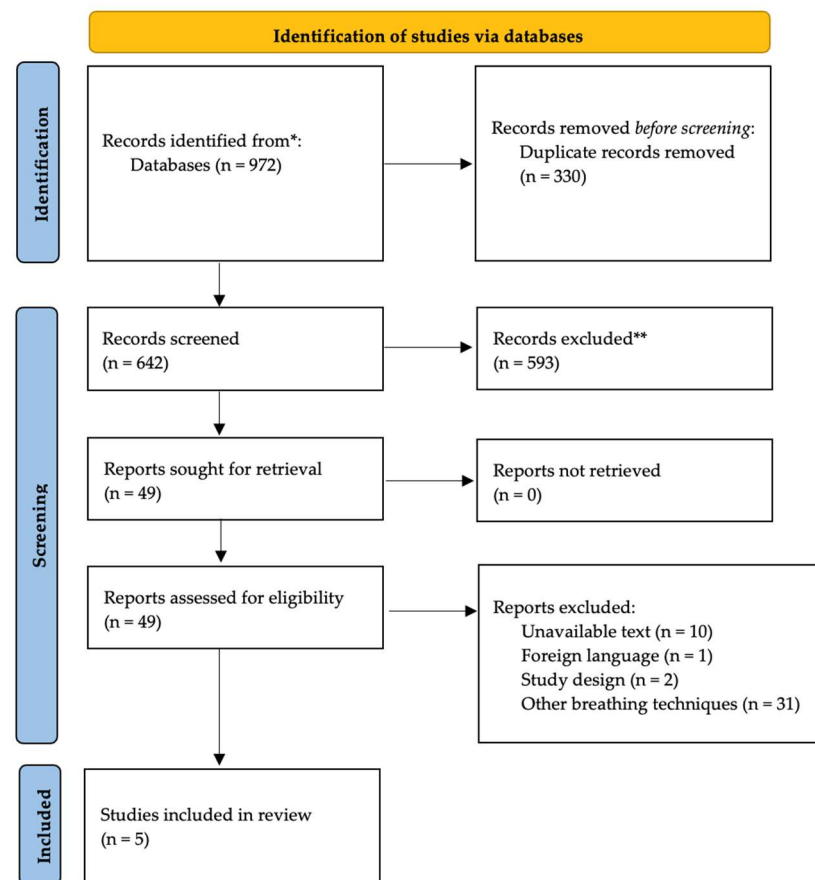 Identification of studies via databases
Identification
Records identified from*:
Databases (n = 972)
Records removed before screening:
Duplicate records removed
(n = 330)
Screening
Records screened
(n = 642)
Records excluded**
(n = 593)
Reports sought for retrieval
(n = 49)
Reports not retrieved
(n = 0)
Reports assessed for eligibility
(n = 49)
Reports excluded:
Unavailable text (n = 10)
Foreign language (n = 1)
Study design (n = 2)
Other breathing techniques (n = 31)
Included
Studies included in review
(n = 5)